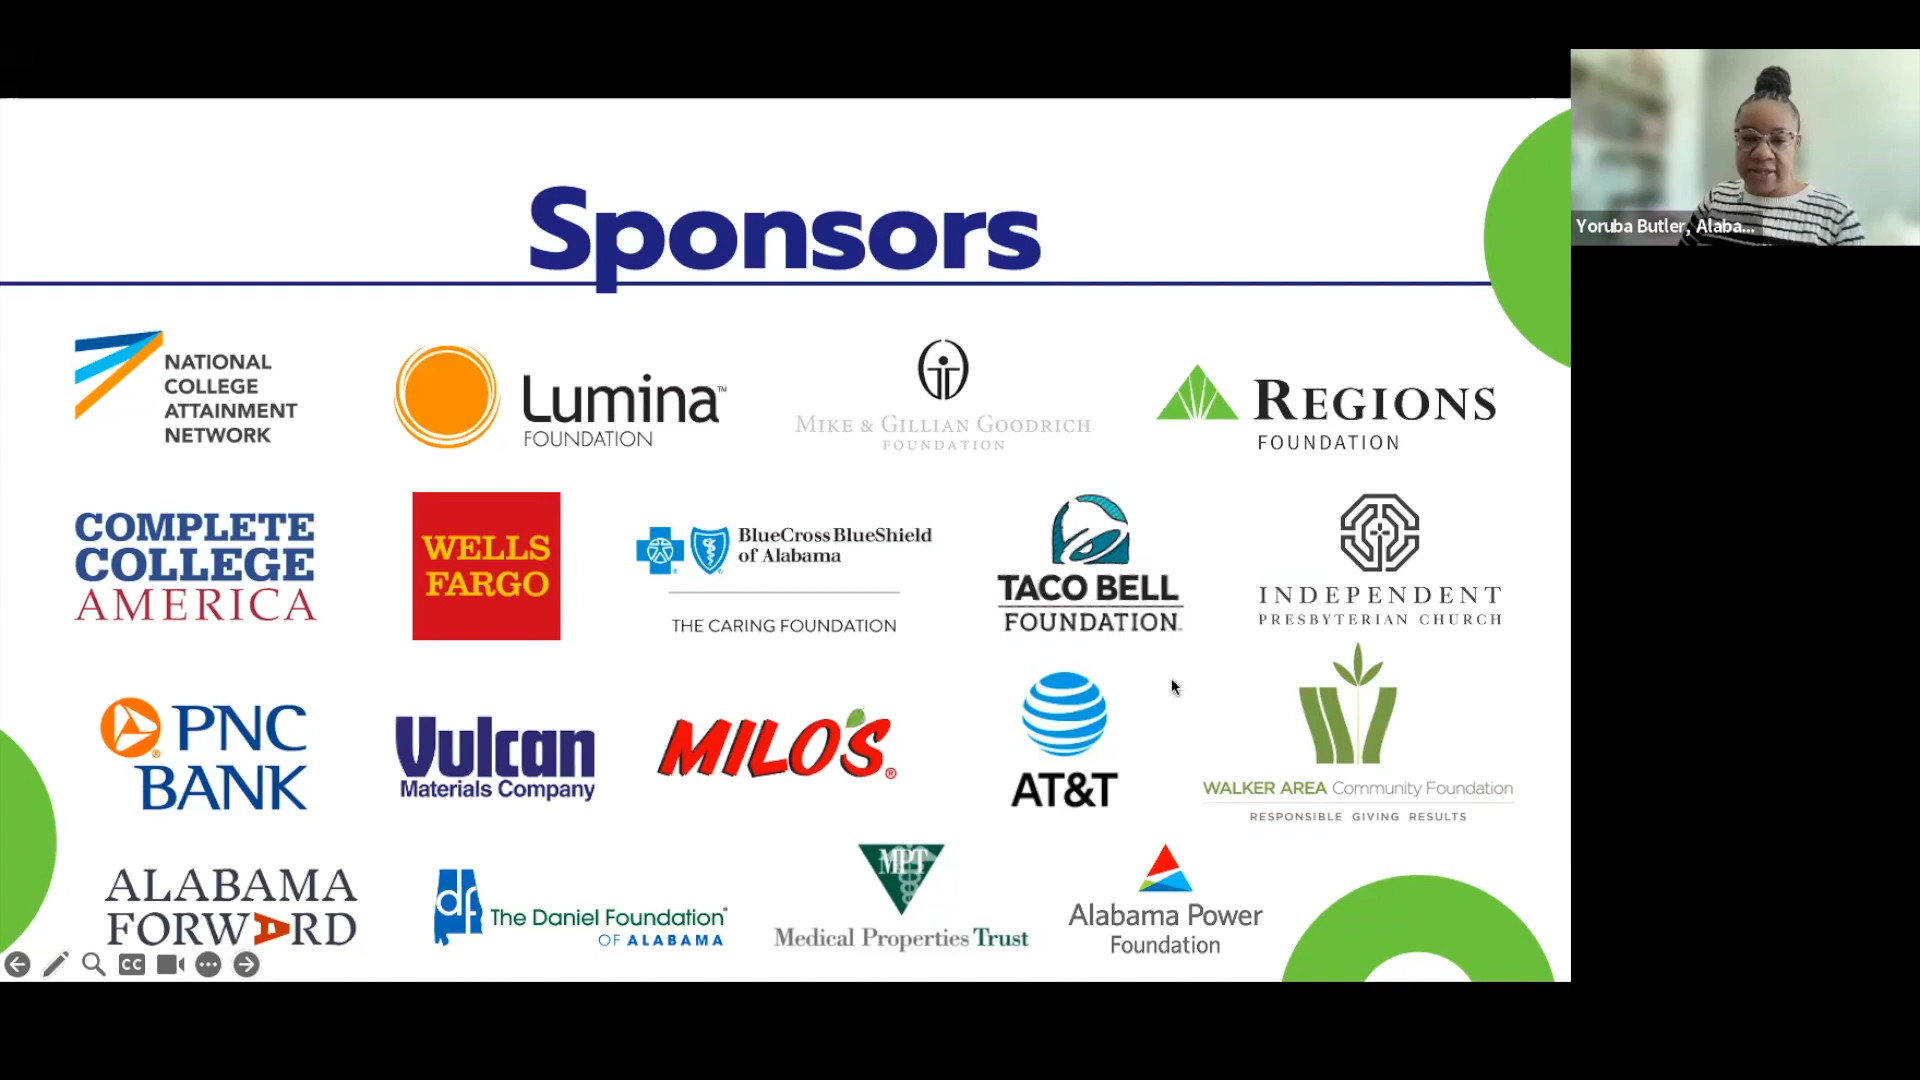 Sponsors
Yoruba Butler, Alaba...
NATIONAL
COLLEGE
ATTAINMENT
NETWORK
Lumina™
FOUNDATION
MIKE & GILLIAN GOODRICH
FOUNDATION
REGIONS
FOUNDATION
COMPLETE
COLLEGE
AMERICA
WELLS
FARGO
BlueCross BlueShield
of Alabama
THE CARING FOUNDATION
TACO BELL
FOUNDATION
INDEPENDENT
PRESBYTERIAN CHURCH
PNC
BANK
Vulcan
Materials Company
MILO'S®
AT&T
WALKER AREA Community Foundation
RESPONSIBLE GIVING RESULTS
ALABAMA
FORWARD
df
The Daniel Foundation®
OF ALABAMA
MPT
Medical Properties Trust
Alabama Power
Foundation
CC